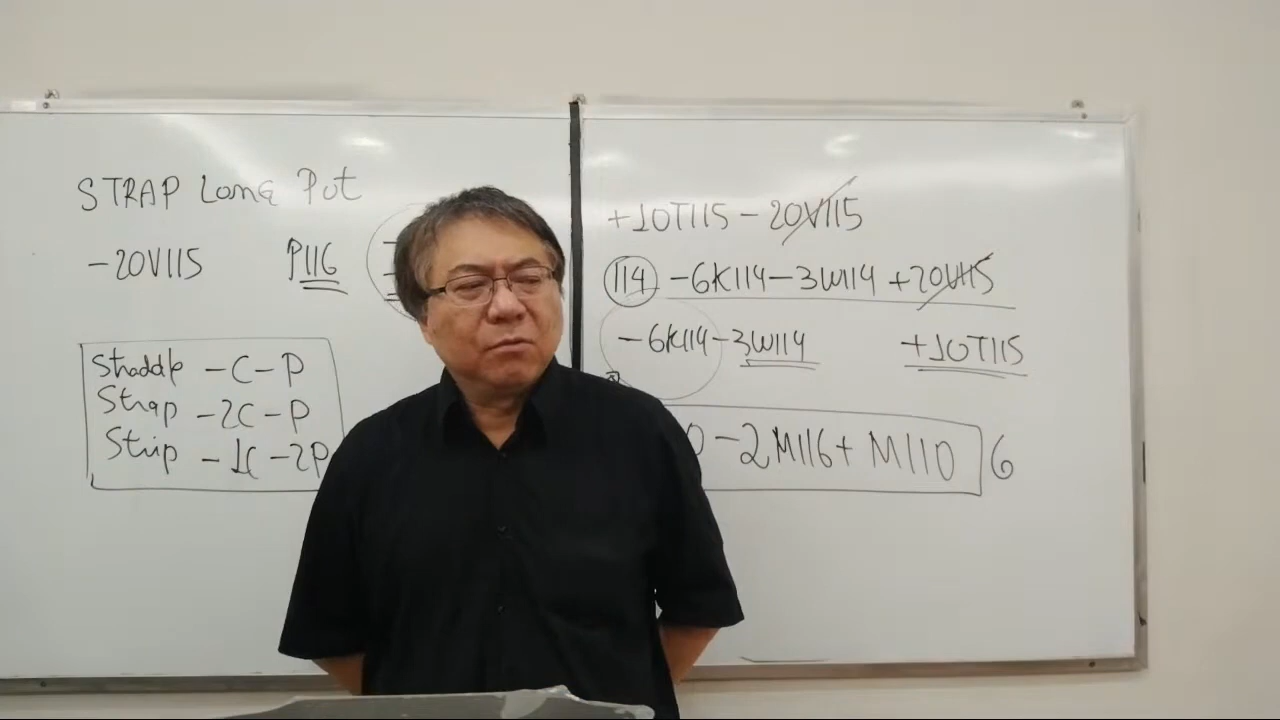 STRAP Long Put
-20V115 P116
Straddle -C-P
Strap -2C-P
Strip -1C-2P
+10T115 - 20V115
114 -6K114-3W114 +20V115
-6K114-3W114 +10T115
0 -2M116+ M110 6